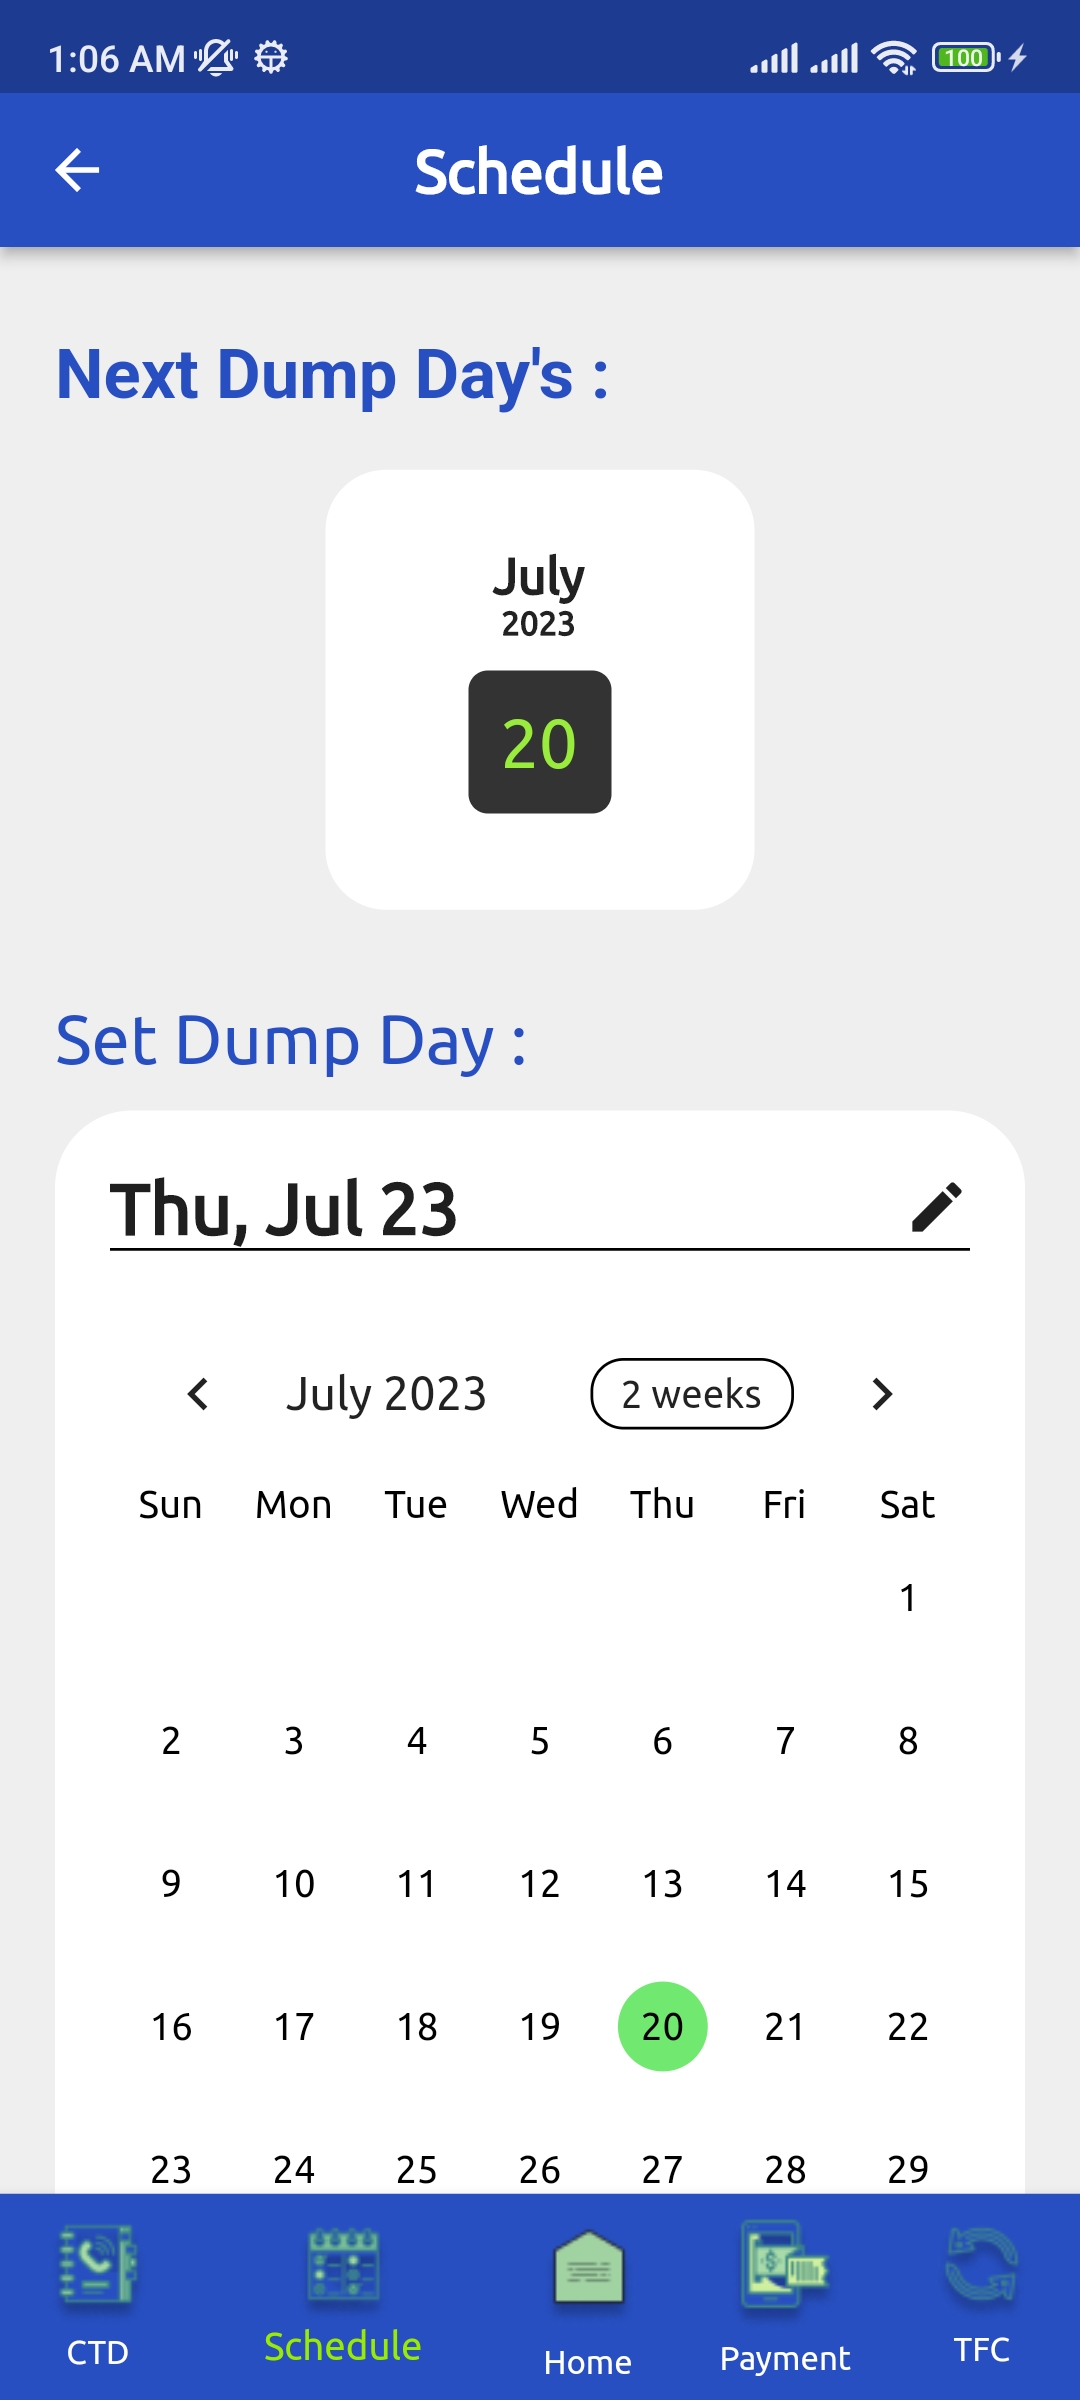 1:06 AM 100
Schedule
Next Dump Day's :
July
2023
20
Set Dump Day :
Thu, Jul 23
July 2023 2 weeks
Sun Mon Tue Wed Thu Fri Sat
1
2 3 4 5 6 7 8
9 10 11 12 13 14 15
16 17 18 19 20 21 22
23 24 25 26 27 28 29
CTD Schedule Home Payment TFC